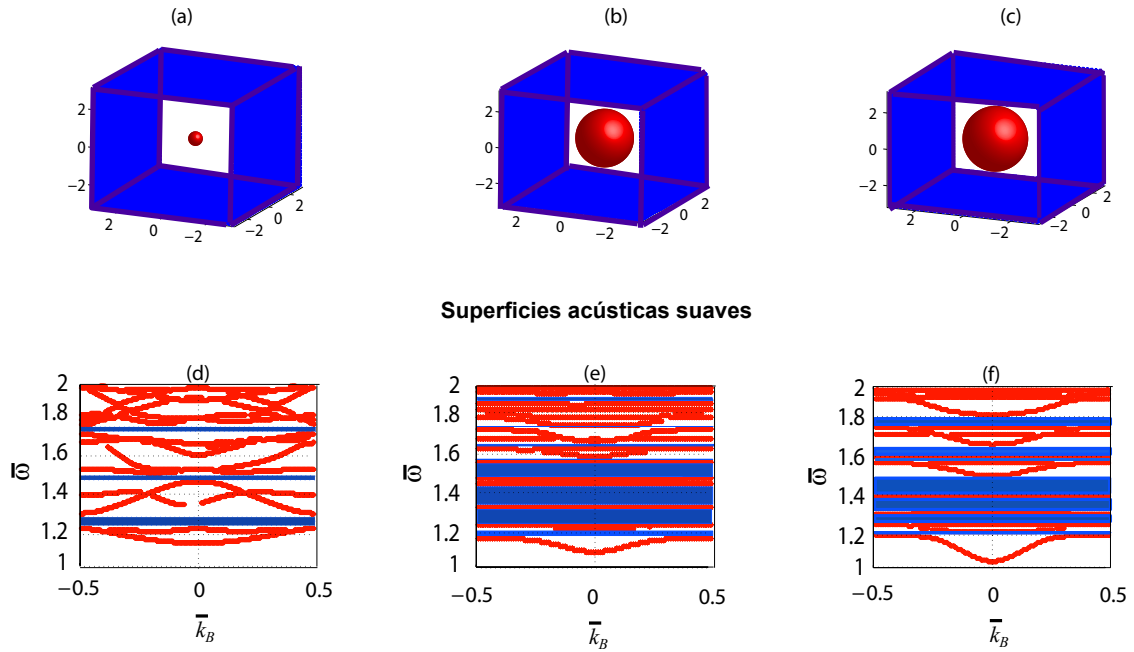 (a) (b) (c)
2 2 2
0 0 0
−2 −2 −2
2 0 −2 −2 0 2
2 0 −2 −2 0 2
2 0 −2 −2 0 2
Superficies acústicas suaves
(d) (e) (f)
2 2 2
1.8 1.8 1.8
1.6 1.6 1.6
ω̅ 1.4 ω̅ 1.4 ω̅ 1.4
1.2 1.2 1.2
1 1 1
−0.5 0 0.5 −0.5 0 0.5 −0.5 0 0.5
k̅B k̅B k̅B